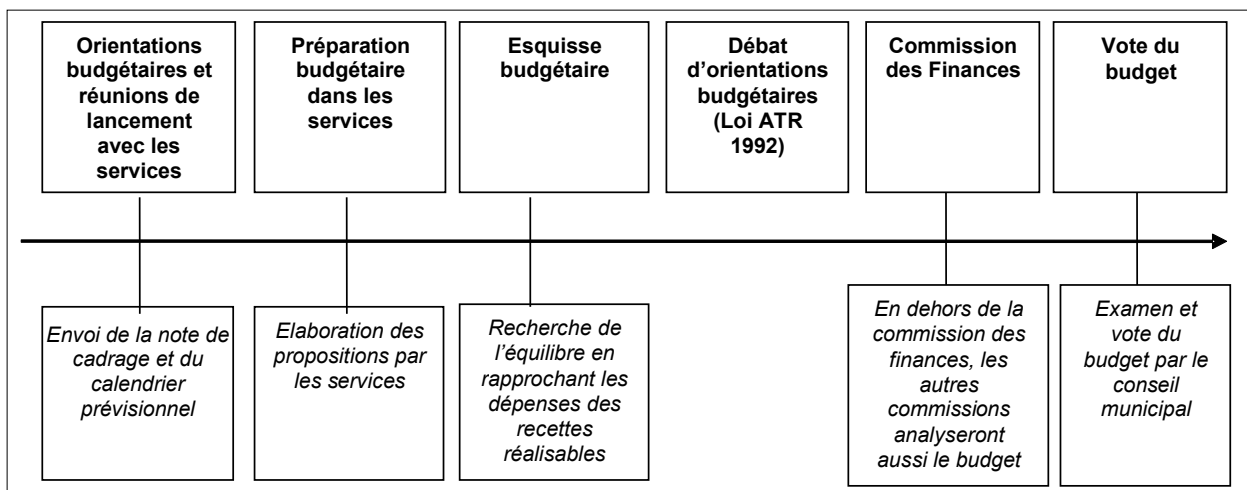 Orientations
budgétaires et
réunions de
lancement
avec les
services
Préparation
budgétaire
dans les
services
Esquisse
budgétaire
Débat
d'orientations
budgétaires
(Loi ATR
1992)
Commission
des Finances
Vote du
budget
Envoi de la note de
cadrage et du
calendrier
prévisionnel
Elaboration des
propositions par
les services
Recherche de
l'équilibre en
rapprochant les
dépenses des
recettes
réalisables
En dehors de la
commission des
finances, les
autres
commissions
analyseront
aussi le budget
Examen et
vote du
budget par le
conseil
municipal